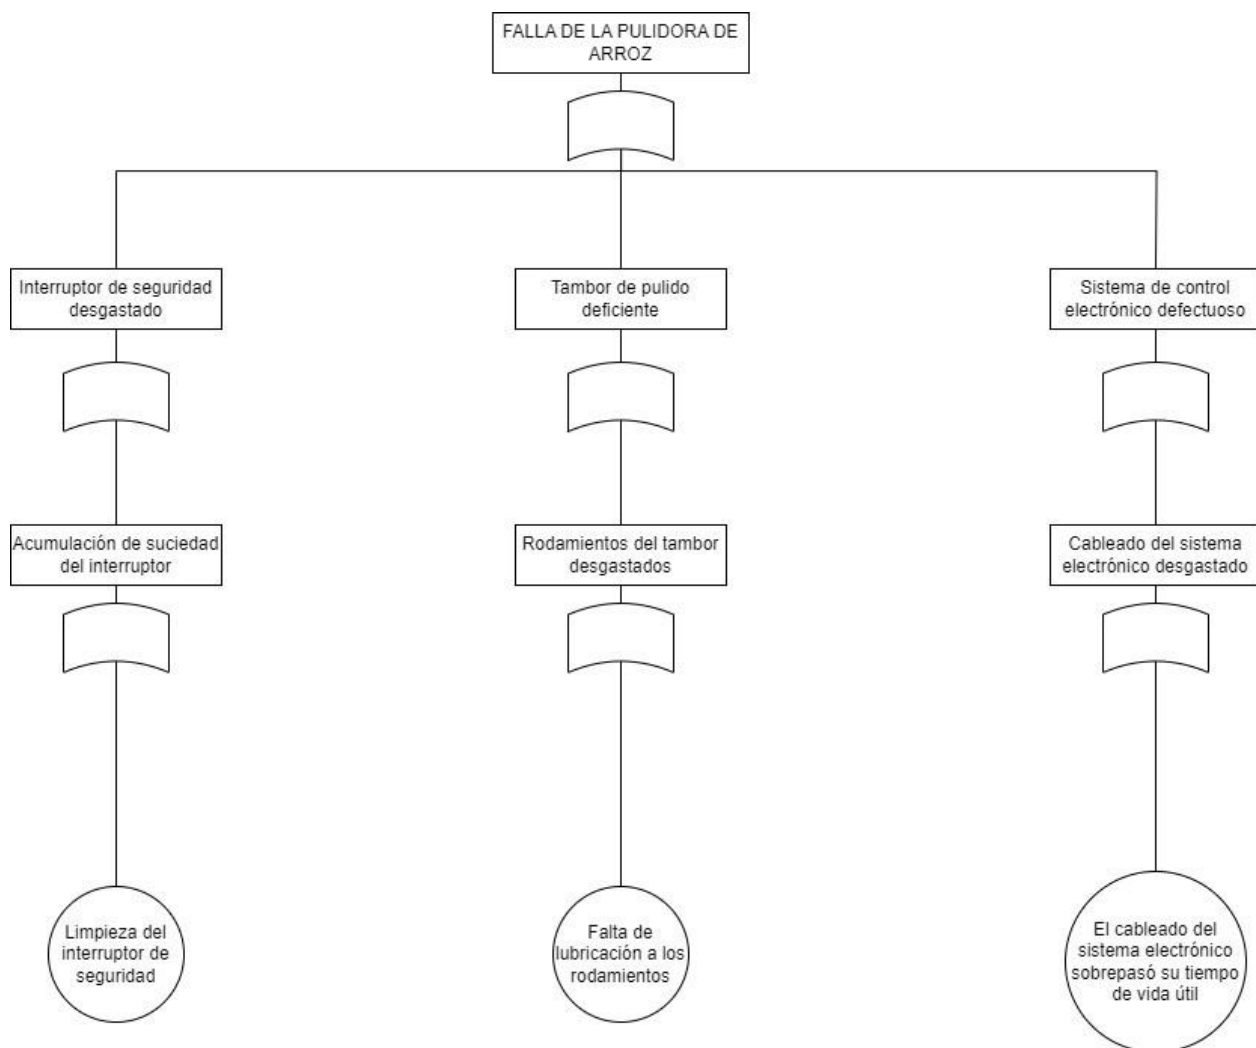 FALLA DE LA PULIDORA DE
ARROZ
Interruptor de seguridad
desgastado
Tambor de pulido
deficiente
Sistema de control
electrónico defectuoso
Acumulación de suciedad
del interruptor
Rodamientos del tambor
desgastados
Cableado del sistema
electrónico desgastado
Limpieza del
interruptor de
seguridad
Falta de
lubricación a los
rodamientos
El cableado del
sistema electrónico
sobrepasó su tiempo
de vida útil